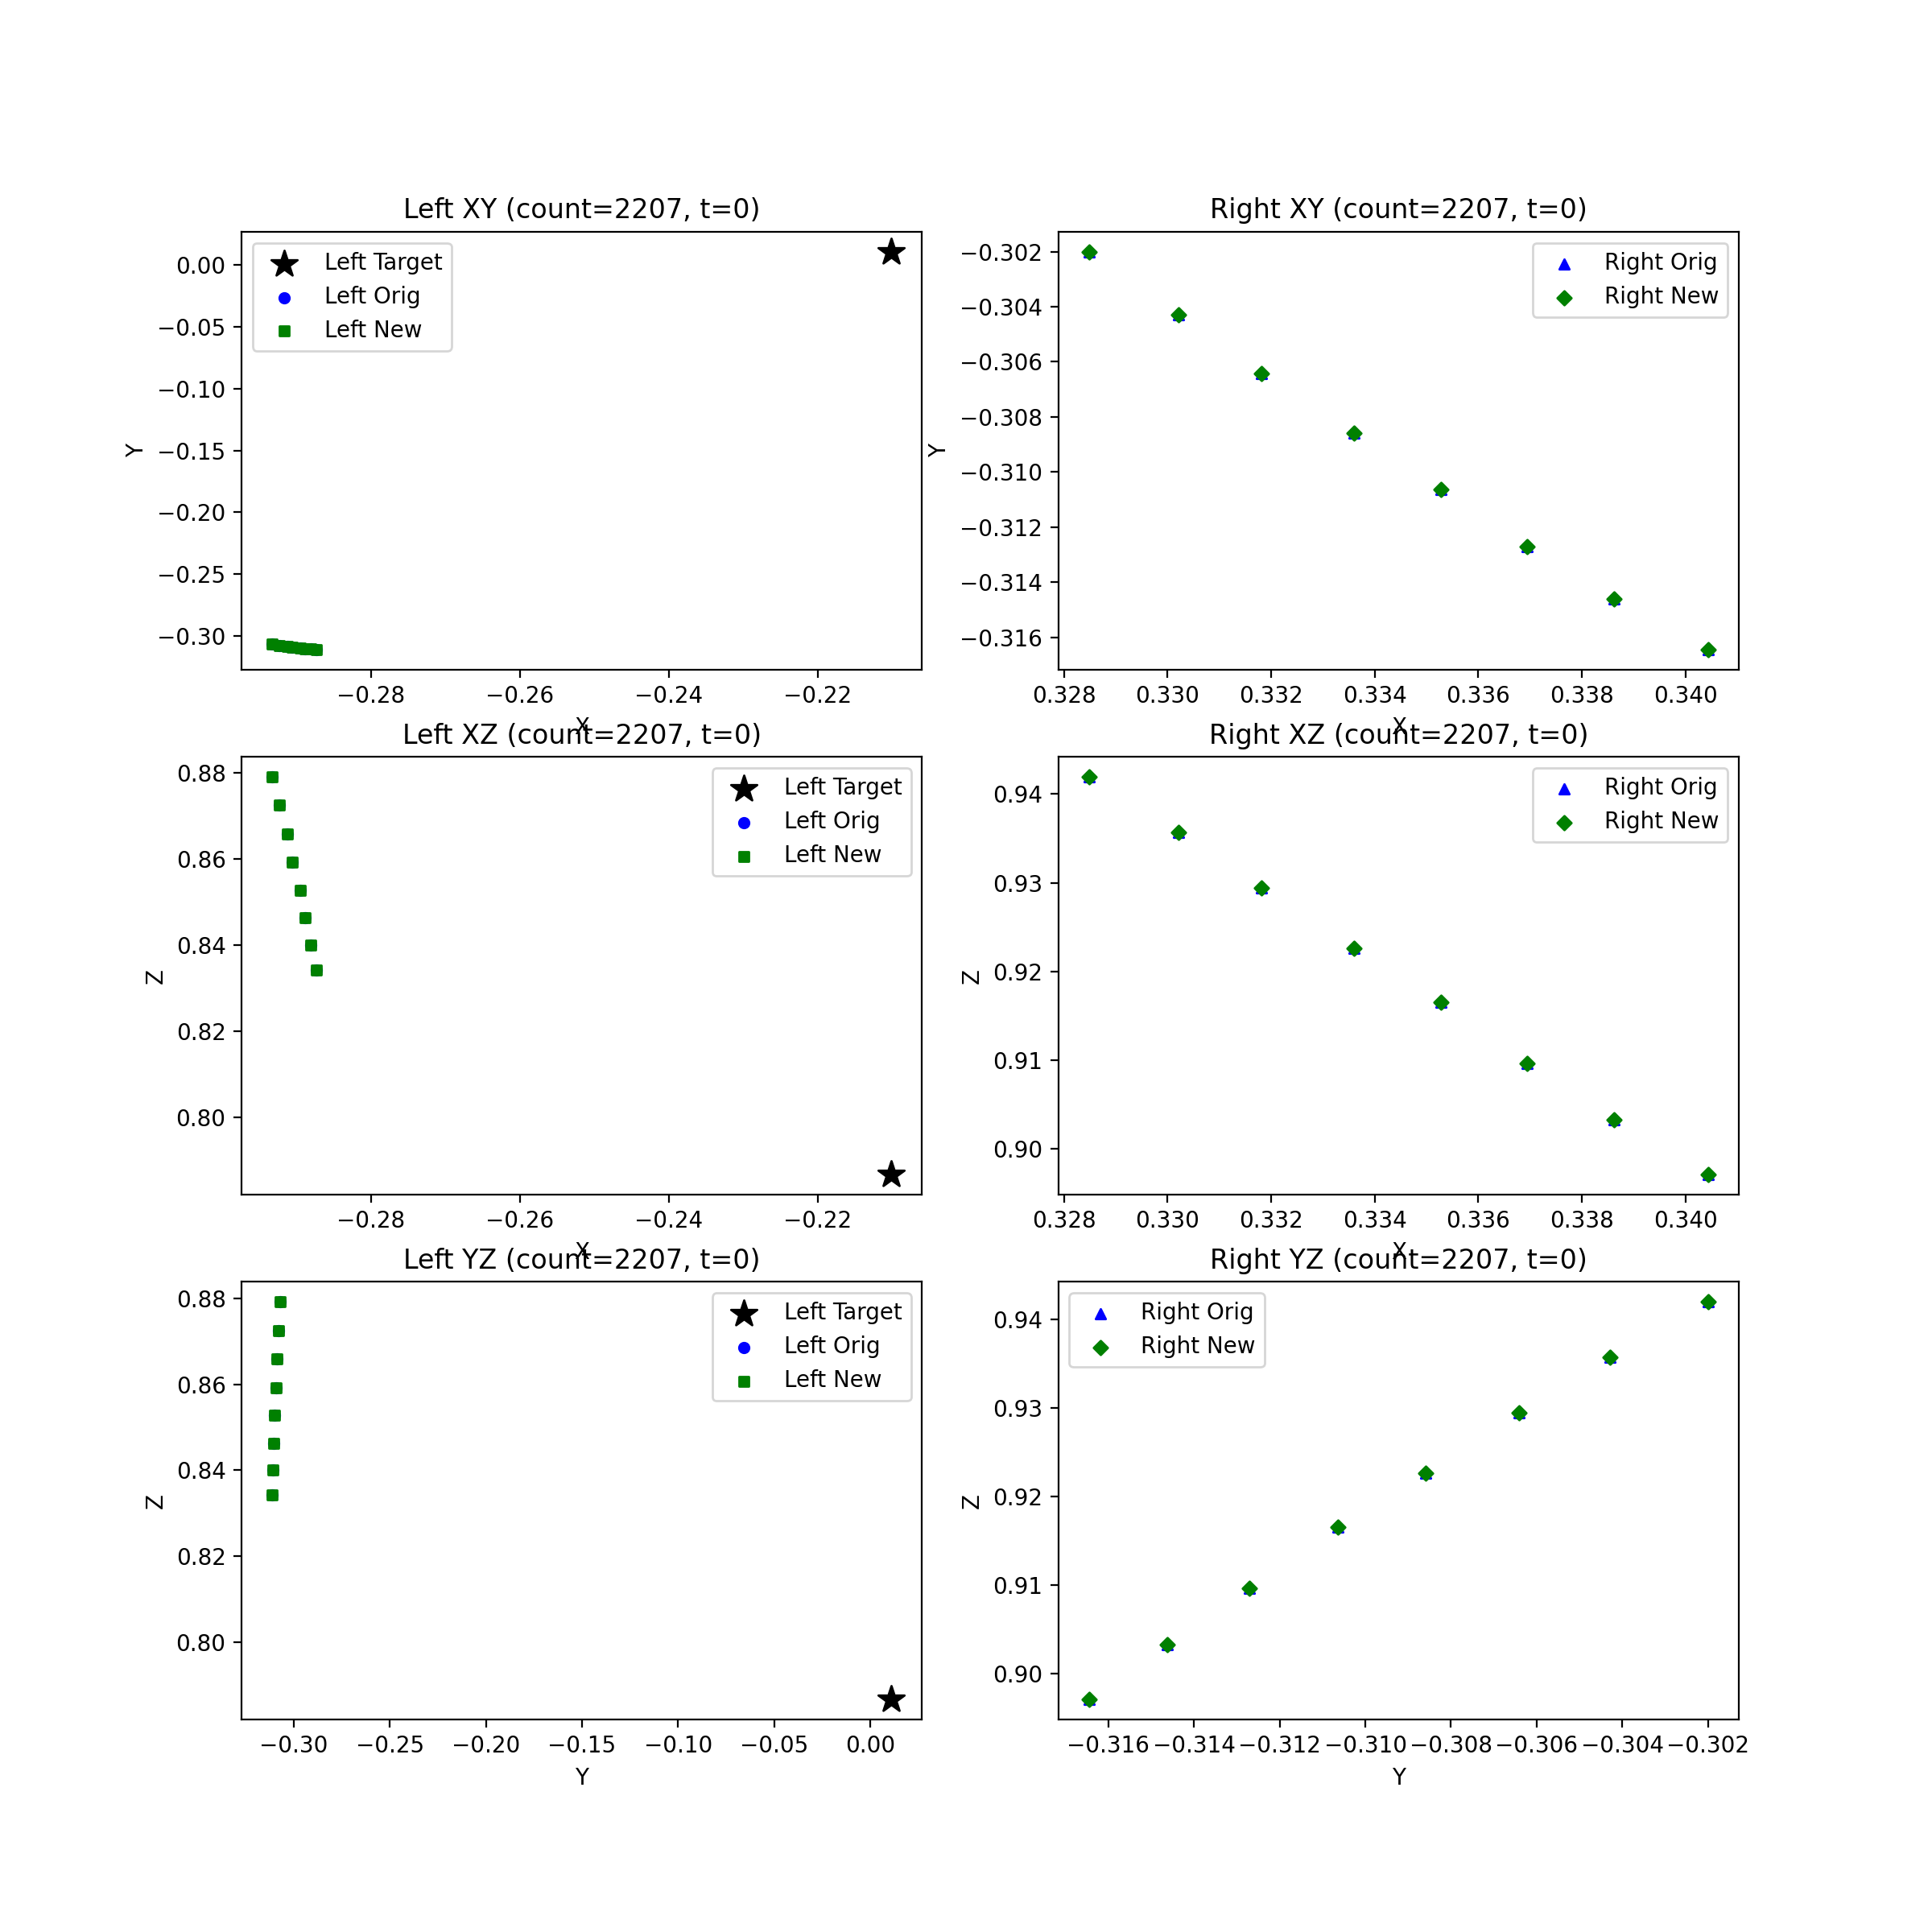 Left XY (count=2207, t=0)
Left Target
Left Orig
Left New
0.00
−0.05
−0.10
−0.15
−0.20
−0.25
−0.30
Y
−0.28
−0.26
−0.24
−0.22
X
Right XY (count=2207, t=0)
Right Orig
Right New
−0.302
−0.304
−0.306
−0.308
−0.310
−0.312
−0.314
−0.316
Y
0.328
0.330
0.332
0.334
0.336
0.338
0.340
X
Left XZ (count=2207, t=0)
Left Target
Left Orig
Left New
0.88
0.86
0.84
0.82
0.80
Z
−0.28
−0.26
−0.24
−0.22
X
Right XZ (count=2207, t=0)
Right Orig
Right New
0.94
0.93
0.92
0.91
0.90
Z
0.328
0.330
0.332
0.334
0.336
0.338
0.340
X
Left YZ (count=2207, t=0)
Left Target
Left Orig
Left New
0.88
0.86
0.84
0.82
0.80
Z
−0.30
−0.25
−0.20
−0.15
−0.10
−0.05
0.00
Y
Right YZ (count=2207, t=0)
Right Orig
Right New
0.94
0.93
0.92
0.91
0.90
Z
−0.316
−0.314
−0.312
−0.310
−0.308
−0.306
−0.304
−0.302
Y